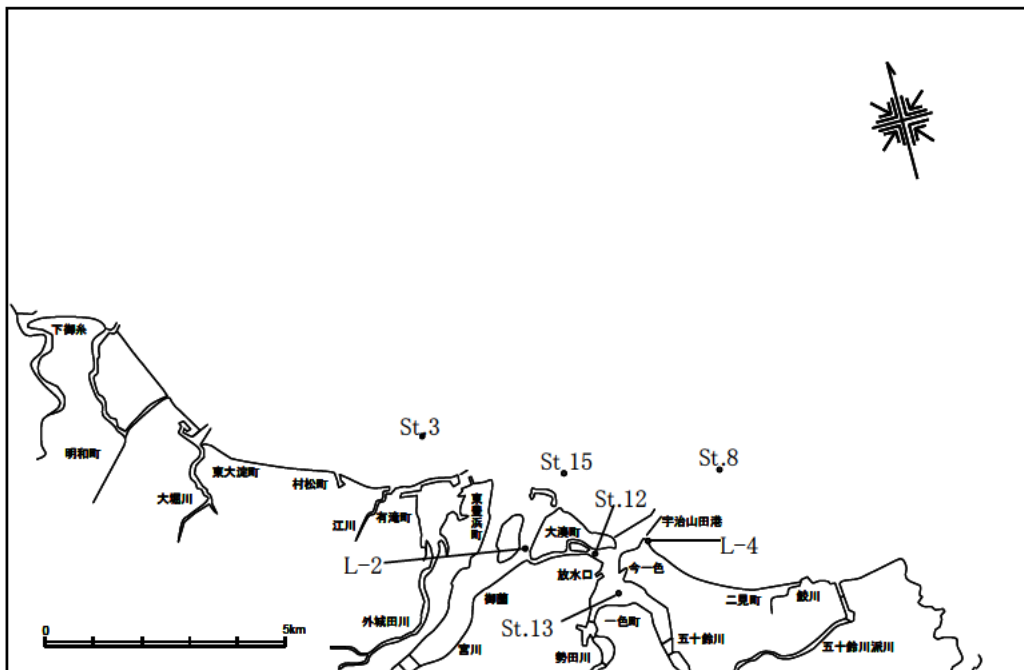 下御糸
St.3
St.15
St.8
明和町
東大淀町
St.12
村松町
東豊浜町
大堀川
江川
有滝町
大湊町
宇治山田港
L-2
放水口
今一色
L-4
御薗
二見町
鮫川
0
5km
外城田川
宮川
St.13
一色町
勢田川
五十鈴川
五十鈴川派川